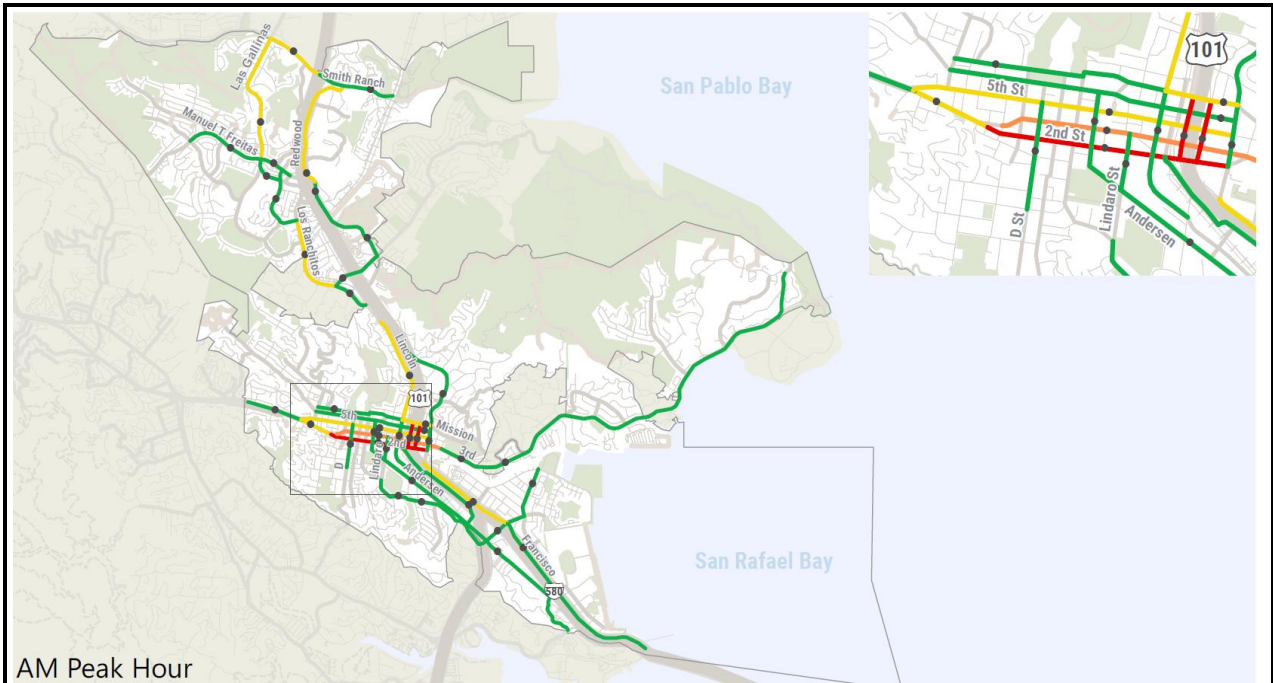 Las Gallinas
Smith Ranch
Manuel T Freitas
Redwood
Los Ranchitos
San Pablo Bay
101
5th St
2nd St
D St
Lindaro St
Andersen
Lincoln
101
5th
Mission
2nd
3rd
D
Lindaro
Andersen
Francisco
580
San Rafael Bay
AM Peak Hour